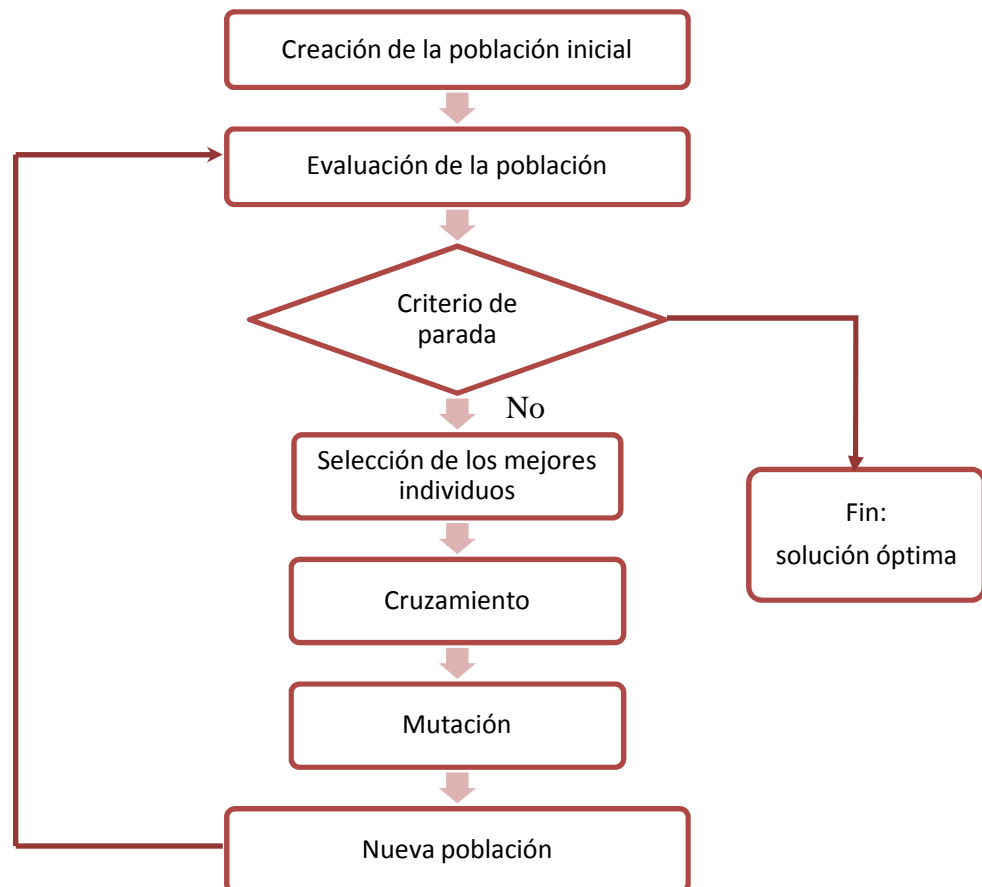 Creación de la población inicial
Evaluación de la población
Criterio de
parada
No
Selección de los mejores
individuos
Fin:
solución óptima
Cruzamiento
Mutación
Nueva población